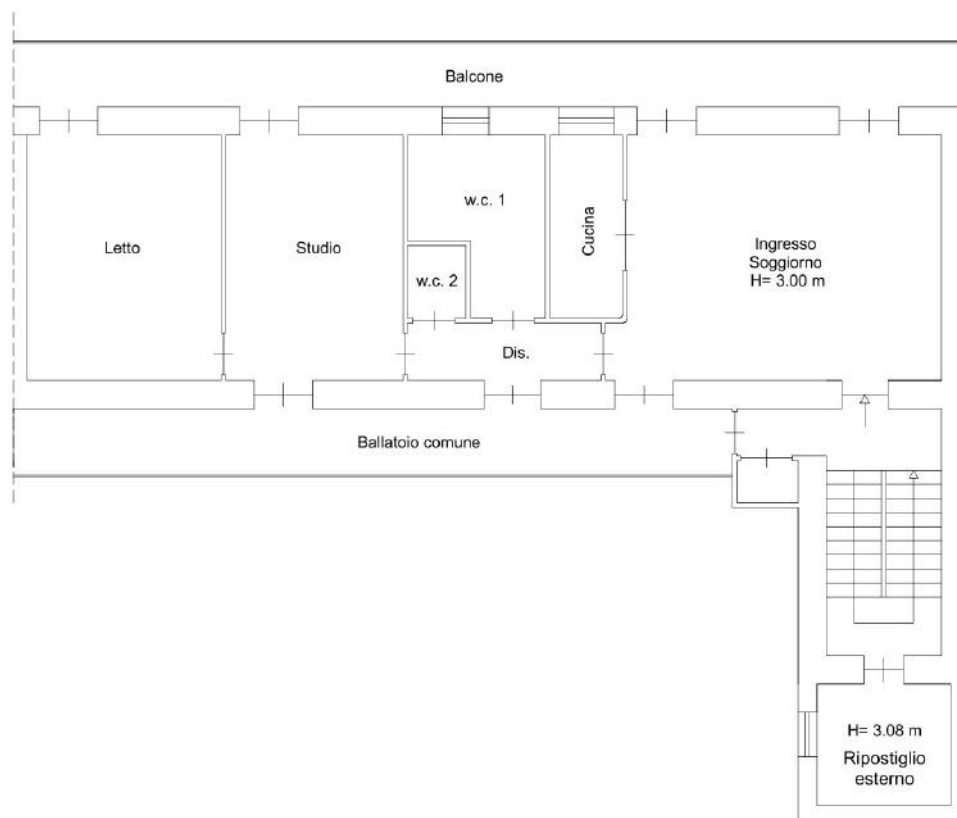 Balcone
Letto
Studio
w.c. 1
w.c. 2
Cucina
Ingresso
Soggiorno
H= 3.00 m
Dis.
Ballatoio comune
H= 3.08 m
Ripostiglio
esterno